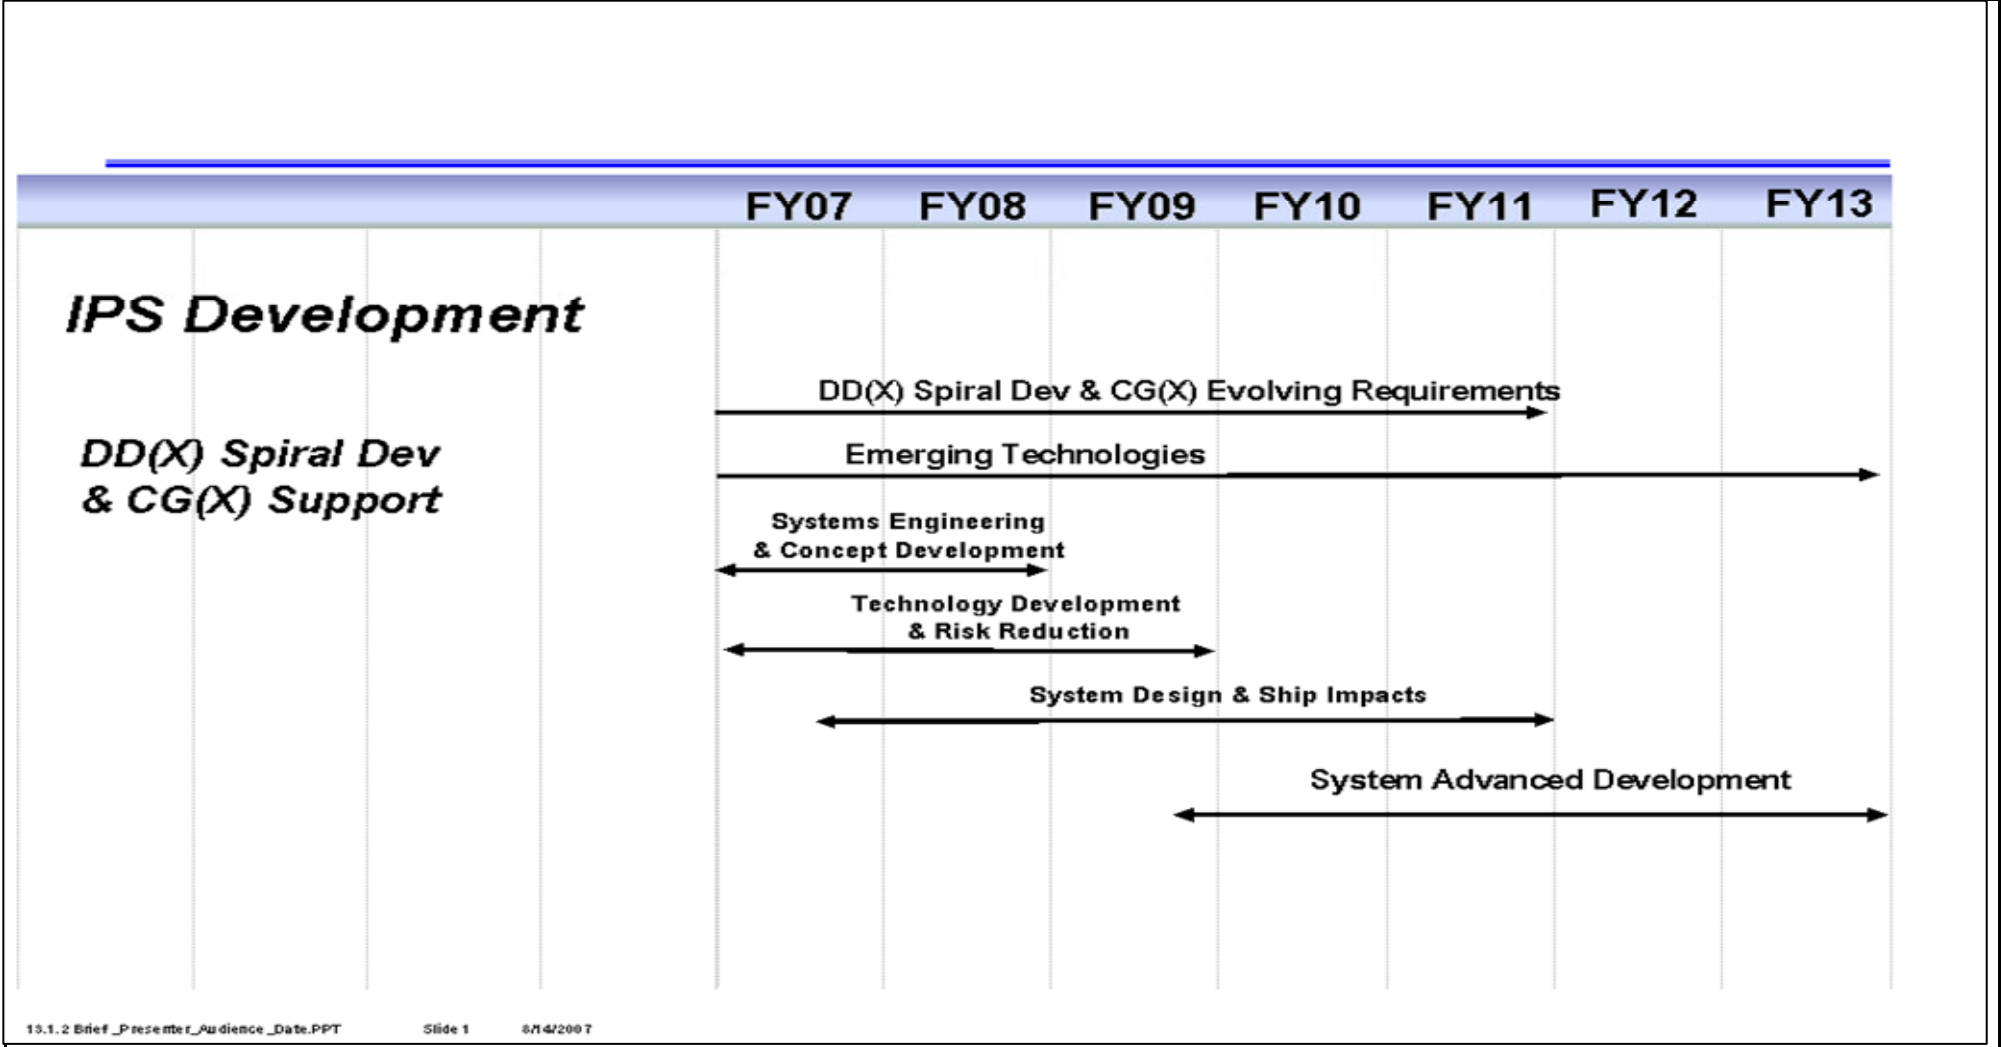 FY07 FY08 FY09 FY10 FY11 FY12 FY13
IPS Development
DD(X) Spiral Dev & CG(X) Evolving Requirements
DD(X) Spiral Dev
& CG(X) Support
Emerging Technologies
Systems Engineering
& Concept Development
Technology Development
& Risk Reduction
System Design & Ship Impacts
System Advanced Development
13.1.2 Brief_Presenter_Audience_Date.PPT Slide 1 8/14/2007